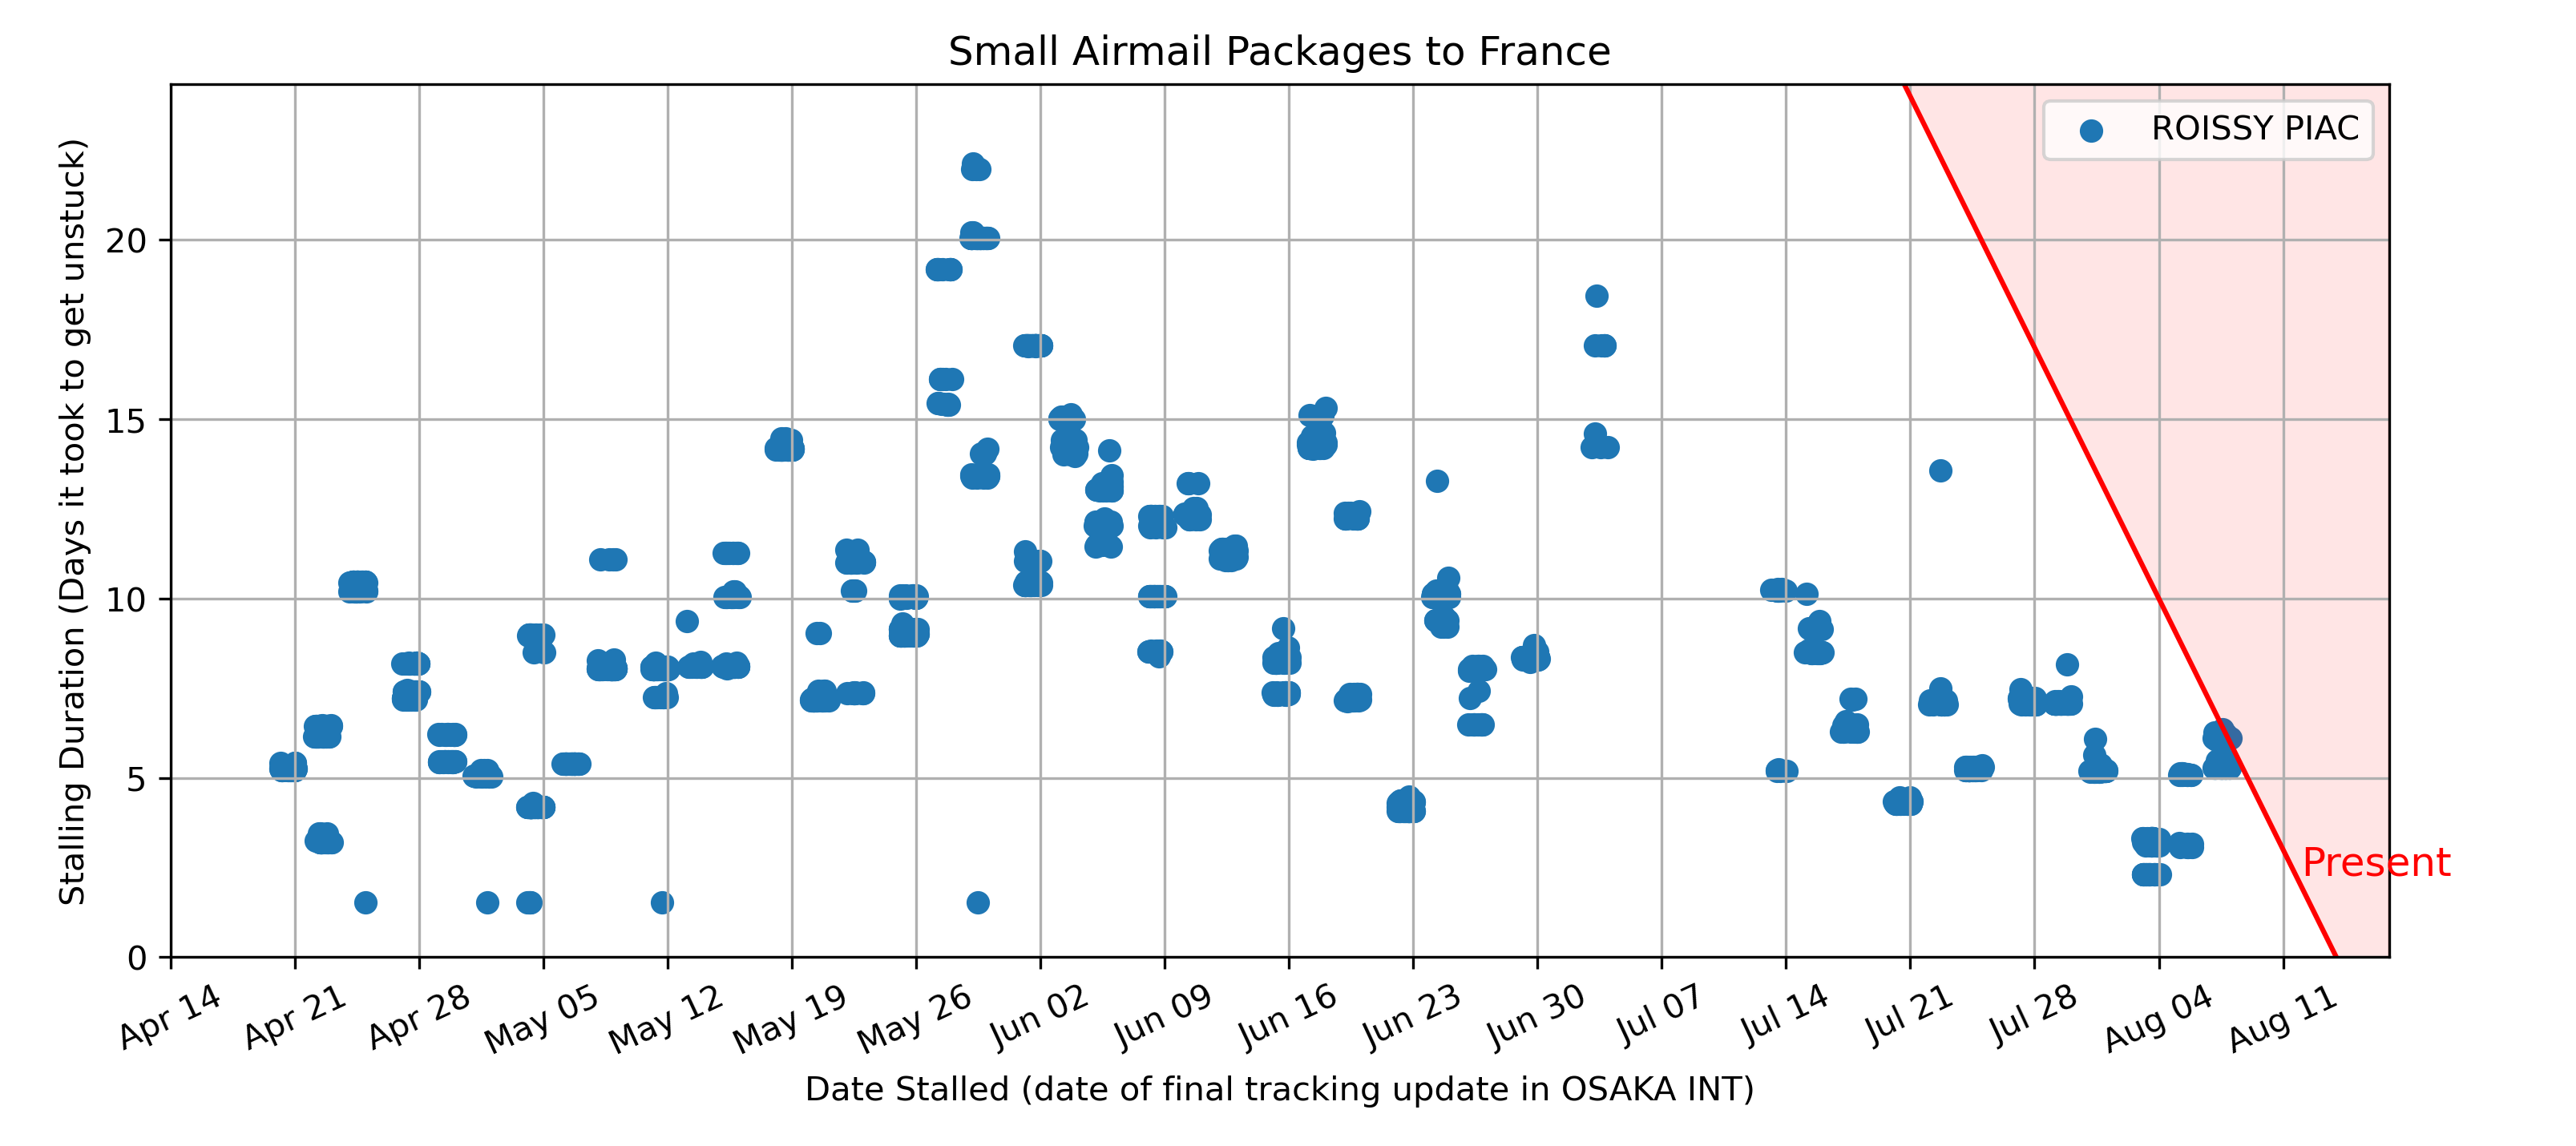 Small Airmail Packages to France
ROISSY PIAC
Stalling Duration (Days it took to get unstuck)
20
15
10
5
0
Present
Apr 14
Apr 21
Apr 28
May 05
May 12
May 19
May 26
Jun 02
Jun 09
Jun 16
Jun 23
Jun 30
Jul 07
Jul 14
Jul 21
Jul 28
Aug 04
Aug 11
Date Stalled (date of final tracking update in OSAKA INT)